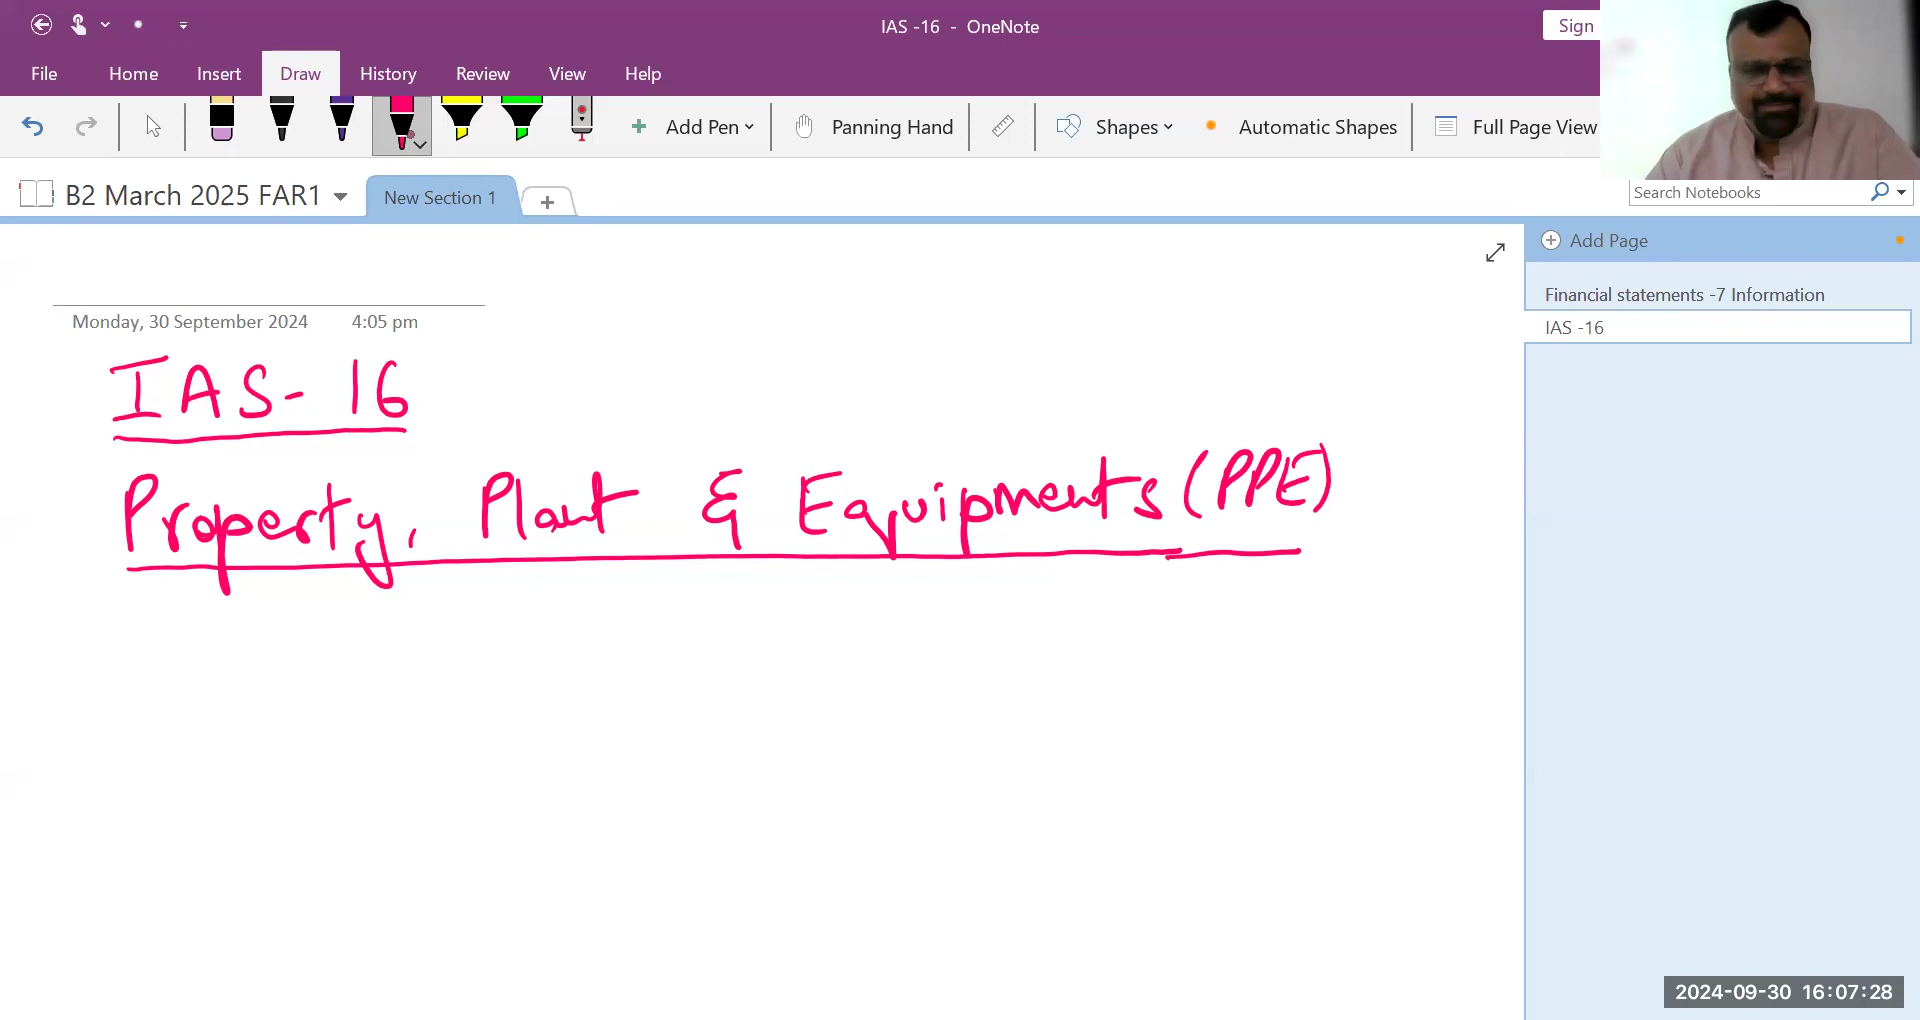 IAS -16 - OneNote
Sign
File Home Insert Draw History Review View Help
Add Pen Panning Hand Shapes Automatic Shapes Full Page View
B2 March 2025 FAR1 New Section 1
Search Notebooks
Add Page
Financial statements -7 Information
IAS -16
Monday, 30 September 2024 4:05 pm
IAS- 16
Property, Plant & Equipments (PPE)
2024-09-30 16:07:28